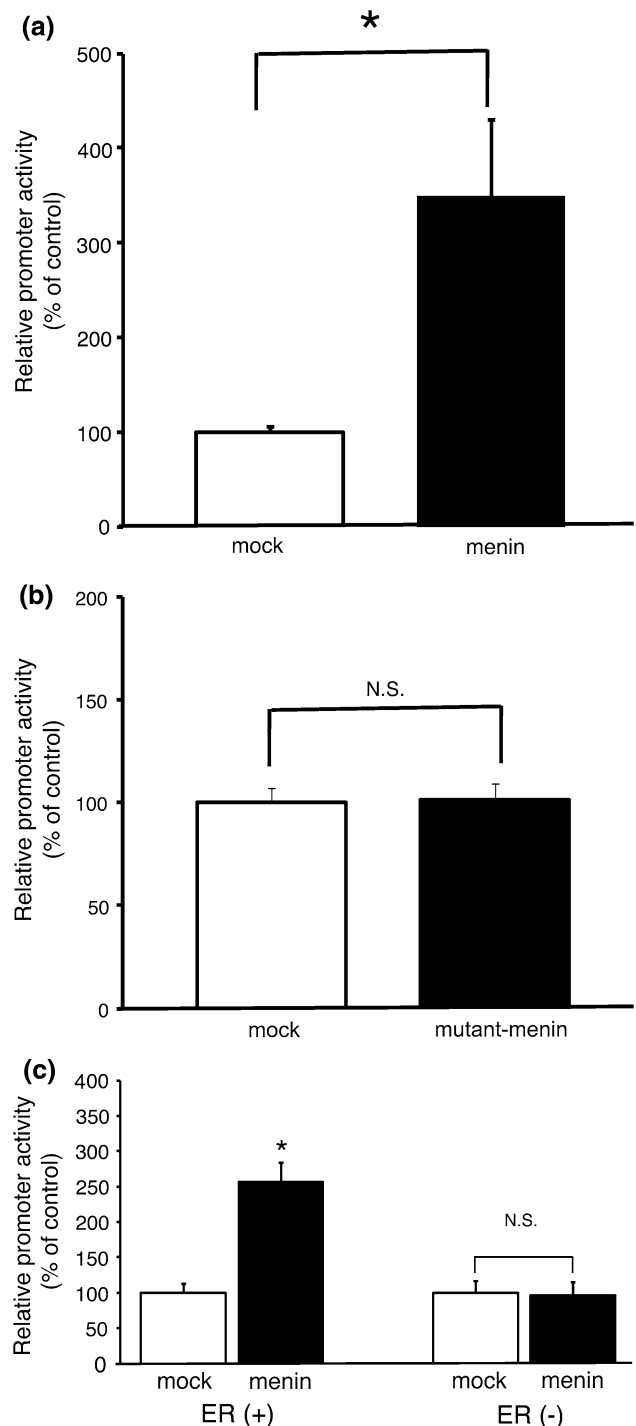 (a)
*
Relative promoter activity
(% of control)
500
400
300
200
100
0
mock menin
(b)
N.S.
Relative promoter activity
(% of control)
200
150
100
50
0
mock mutant-menin
(c)
Relative promoter activity
(% of control)
400
350
300
250
200
150
100
50
0
*
N.S.
mock menin mock menin
ER (+) ER (-)